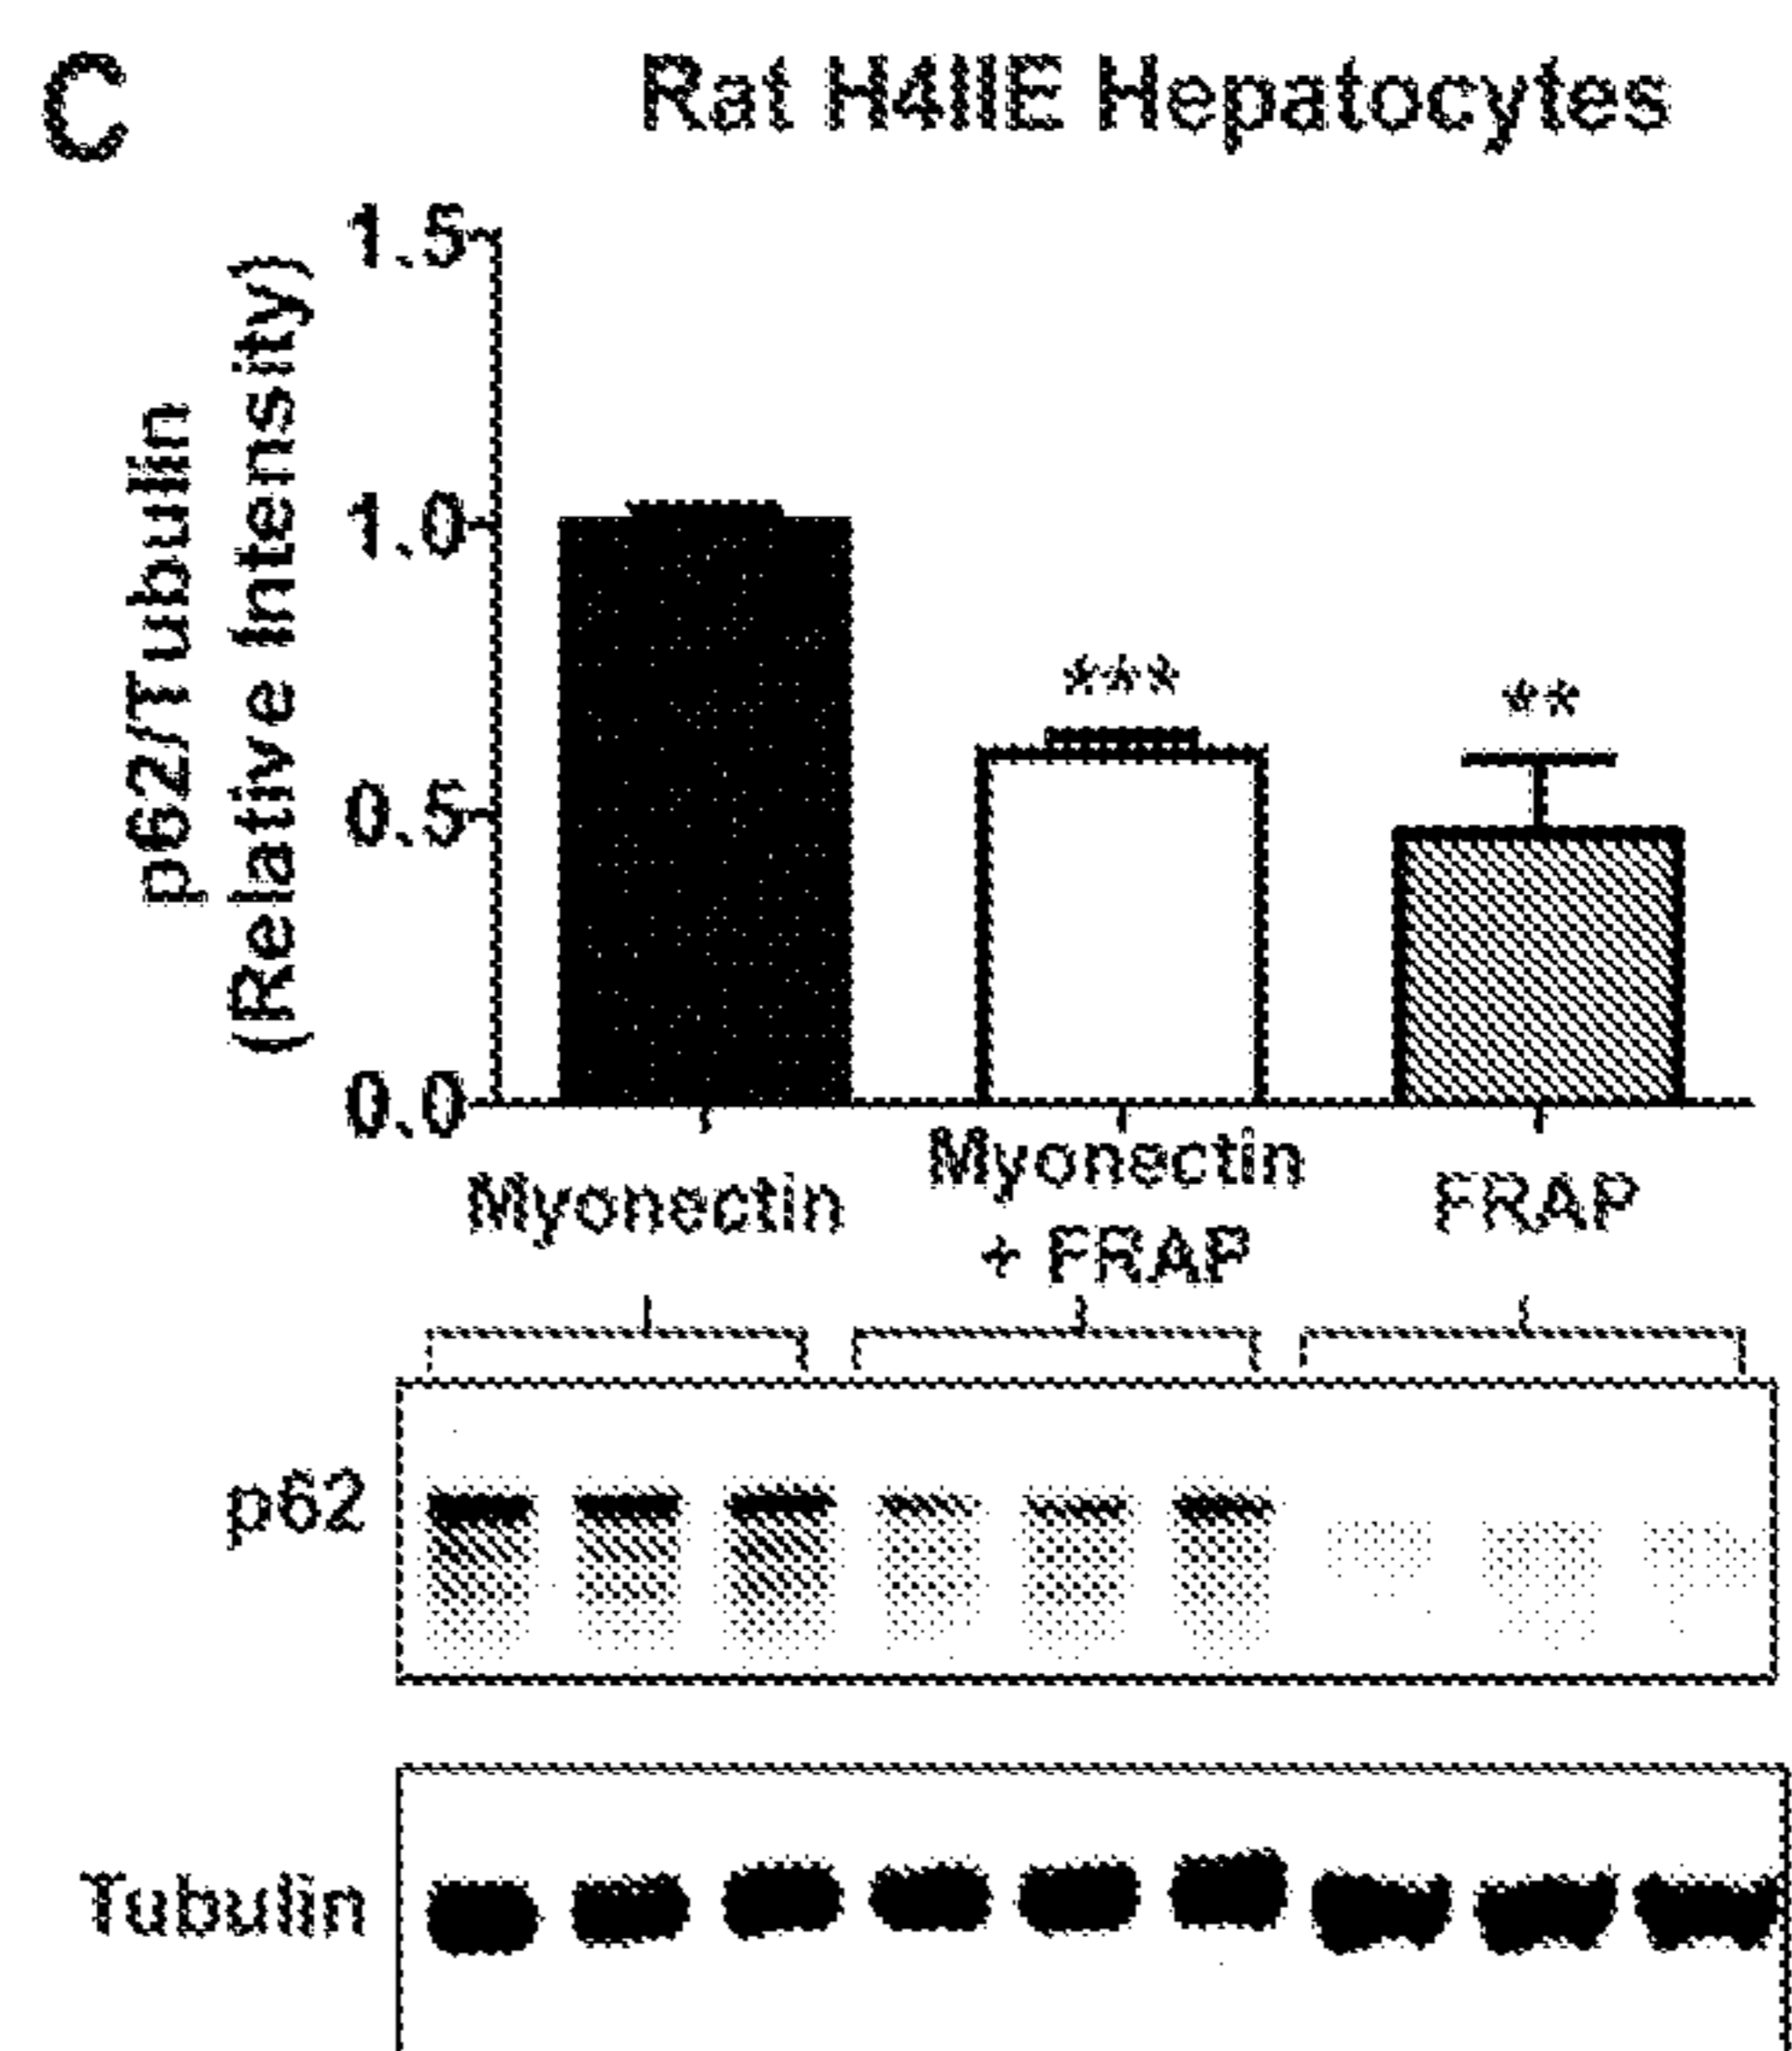 C
Rat H4IIE Hepatocytes
p62/Tubulin
(Relative Intensity)
1.5
1.0
0.5
0.0
***
**
Myonectin
Myonectin
+ FRAP
FRAP
p62
Tubulin